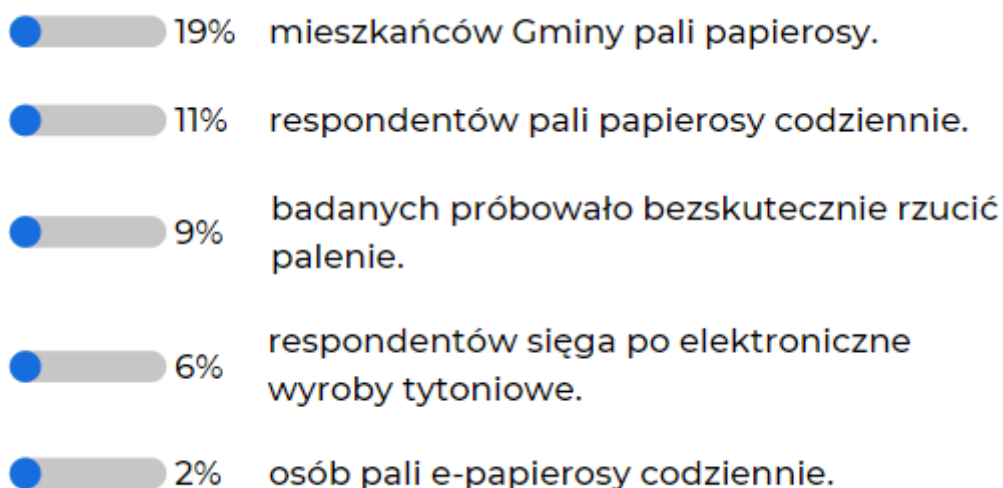 19% mieszkańców Gminy pali papierosy.
11% respondentów pali papierosy codziennie.
9% badanych próbowało bezskutecznie rzucić
palenie.
6% respondentów sięga po elektroniczne
wyroby tytoniowe.
2% osób pali e-papierosy codziennie.